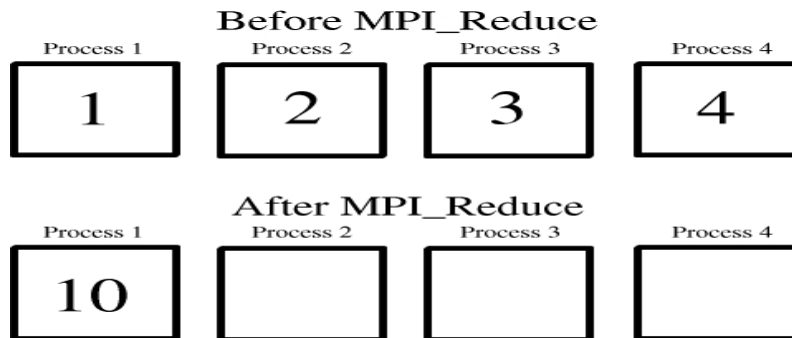 Before MPI_Reduce
Process 1 Process 2 Process 3 Process 4
1 2 3 4
After MPI_Reduce
Process 1 Process 2 Process 3 Process 4
10